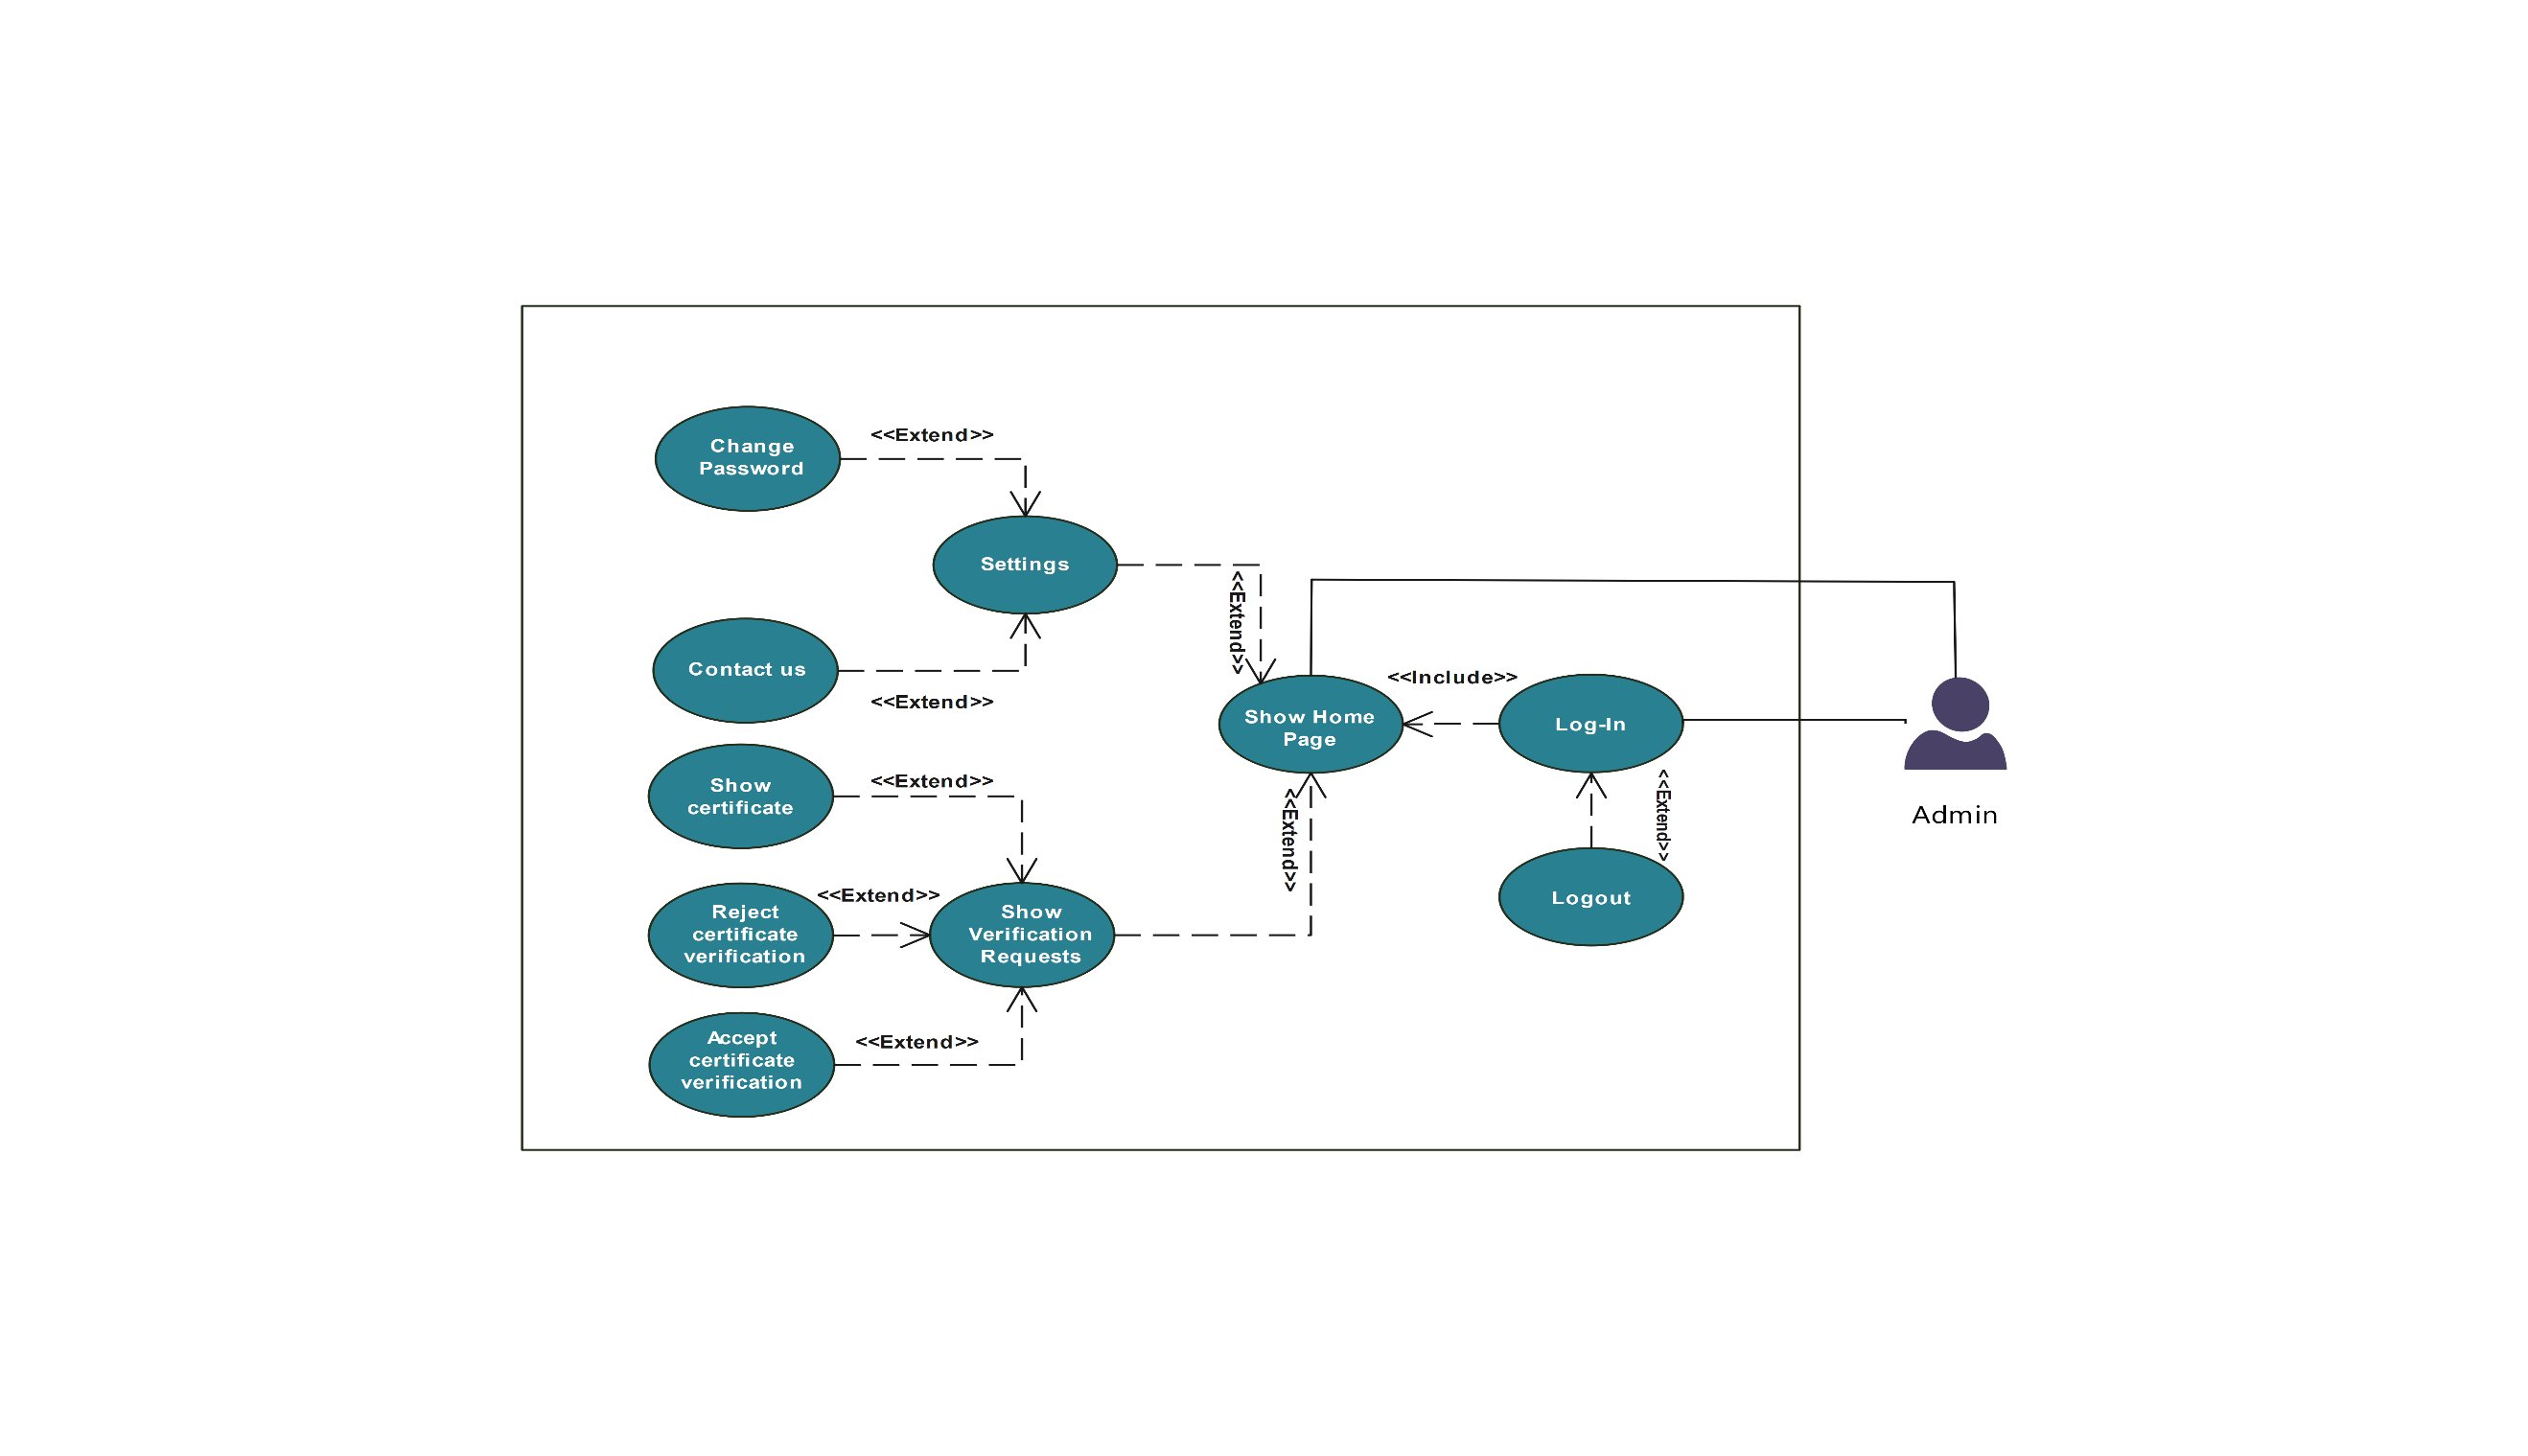 Change
Password
<<Extend>>
Settings
<<Extend>>
Contact us
<<Extend>>
Show Home
Page
<<Include>>
Log-In
Admin
Show
certificate
<<Extend>>
<<Extend>>
<<Extend>>
Logout
Reject
certificate
verification
<<Extend>>
Show
Verification
Requests
Accept
certificate
verification
<<Extend>>